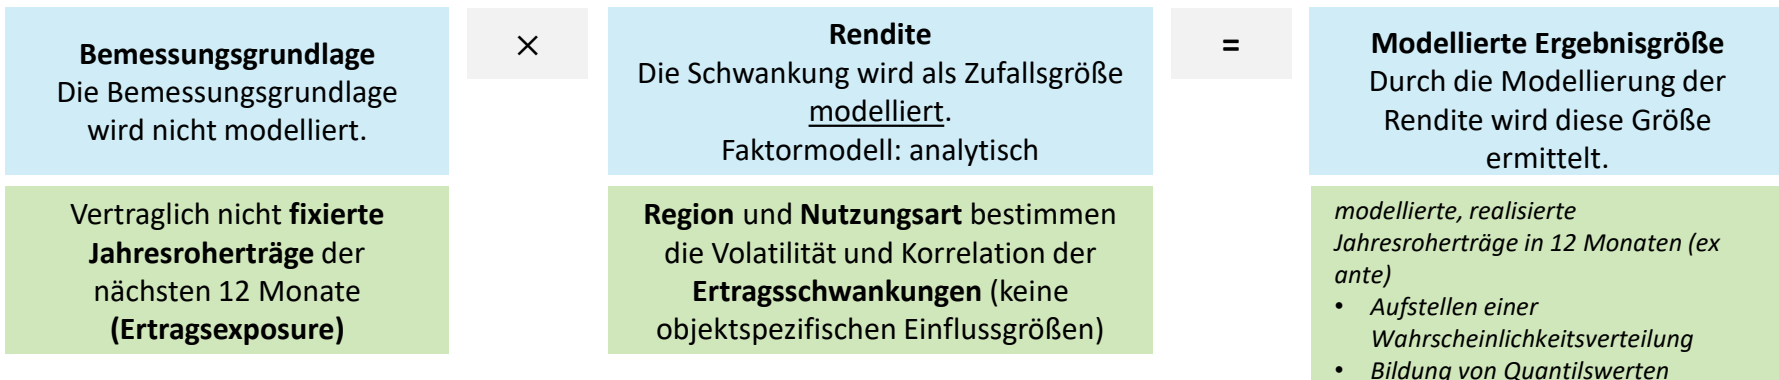 Bemessungsgrundlage
Die Bemessungsgrundlage
wird nicht modelliert.
×
Rendite
Die Schwankung wird als Zufallsgröße
modelliert.
Faktormodell: analytisch
=
Modellierte Ergebnisgröße
Durch die Modellierung der
Rendite wird diese Größe
ermittelt.
Vertraglich nicht fixierte
Jahresroherträge der
nächsten 12 Monate
(Ertragsexposure)
Region und Nutzungsart bestimmen
die Volatilität und Korrelation der
Ertragsschwankungen (keine
objektspezifischen Einflussgrößen)
modellierte, realisierte
Jahresroherträge in 12 Monaten (ex
ante)
• Aufstellen einer
Wahrscheinlichkeitsverteilung
• Bildung von Quantilswerten